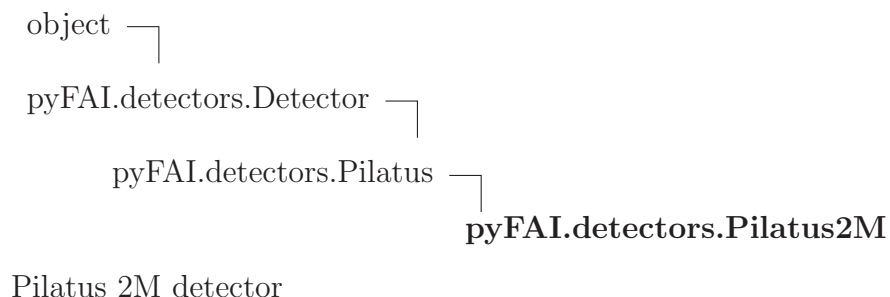 object
pyFAI.detectors.Detector
pyFAI.detectors.Pilatus
pyFAI.detectors.Pilatus2M
Pilatus 2M detector